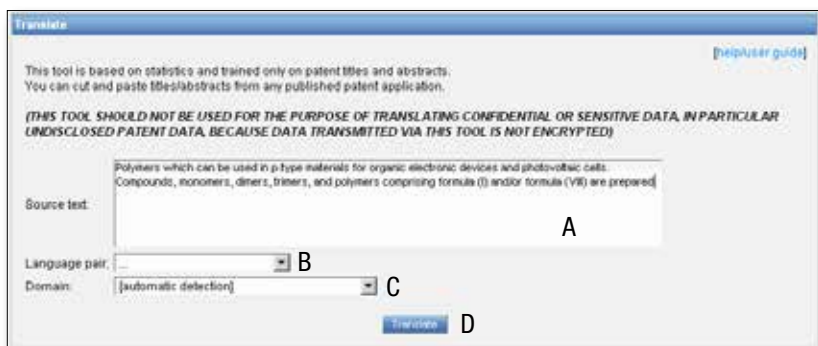 Translate
[help/user guide]
This tool is based on statistics and trained only on patent titles and abstracts.
You can cut and paste titles/abstracts from any published patent application.
(THIS TOOL SHOULD NOT BE USED FOR THE PURPOSE OF TRANSLATING CONFIDENTIAL OR SENSITIVE DATA, IN PARTICULAR
UNDISCLOSED PATENT DATA, BECAUSE DATA TRANSMITTED VIA THIS TOOL IS NOT ENCRYPTED)
Polymers which can be used in p-type materials for organic electronic devices and photovoltaic cells.
Compounds, monomers, dimers, trimers, and polymers comprising formula (I) and/or formula (VIII) are prepared
Source text:
A
Language pair: ... B
Domain: [automatic detection] C
Translate D